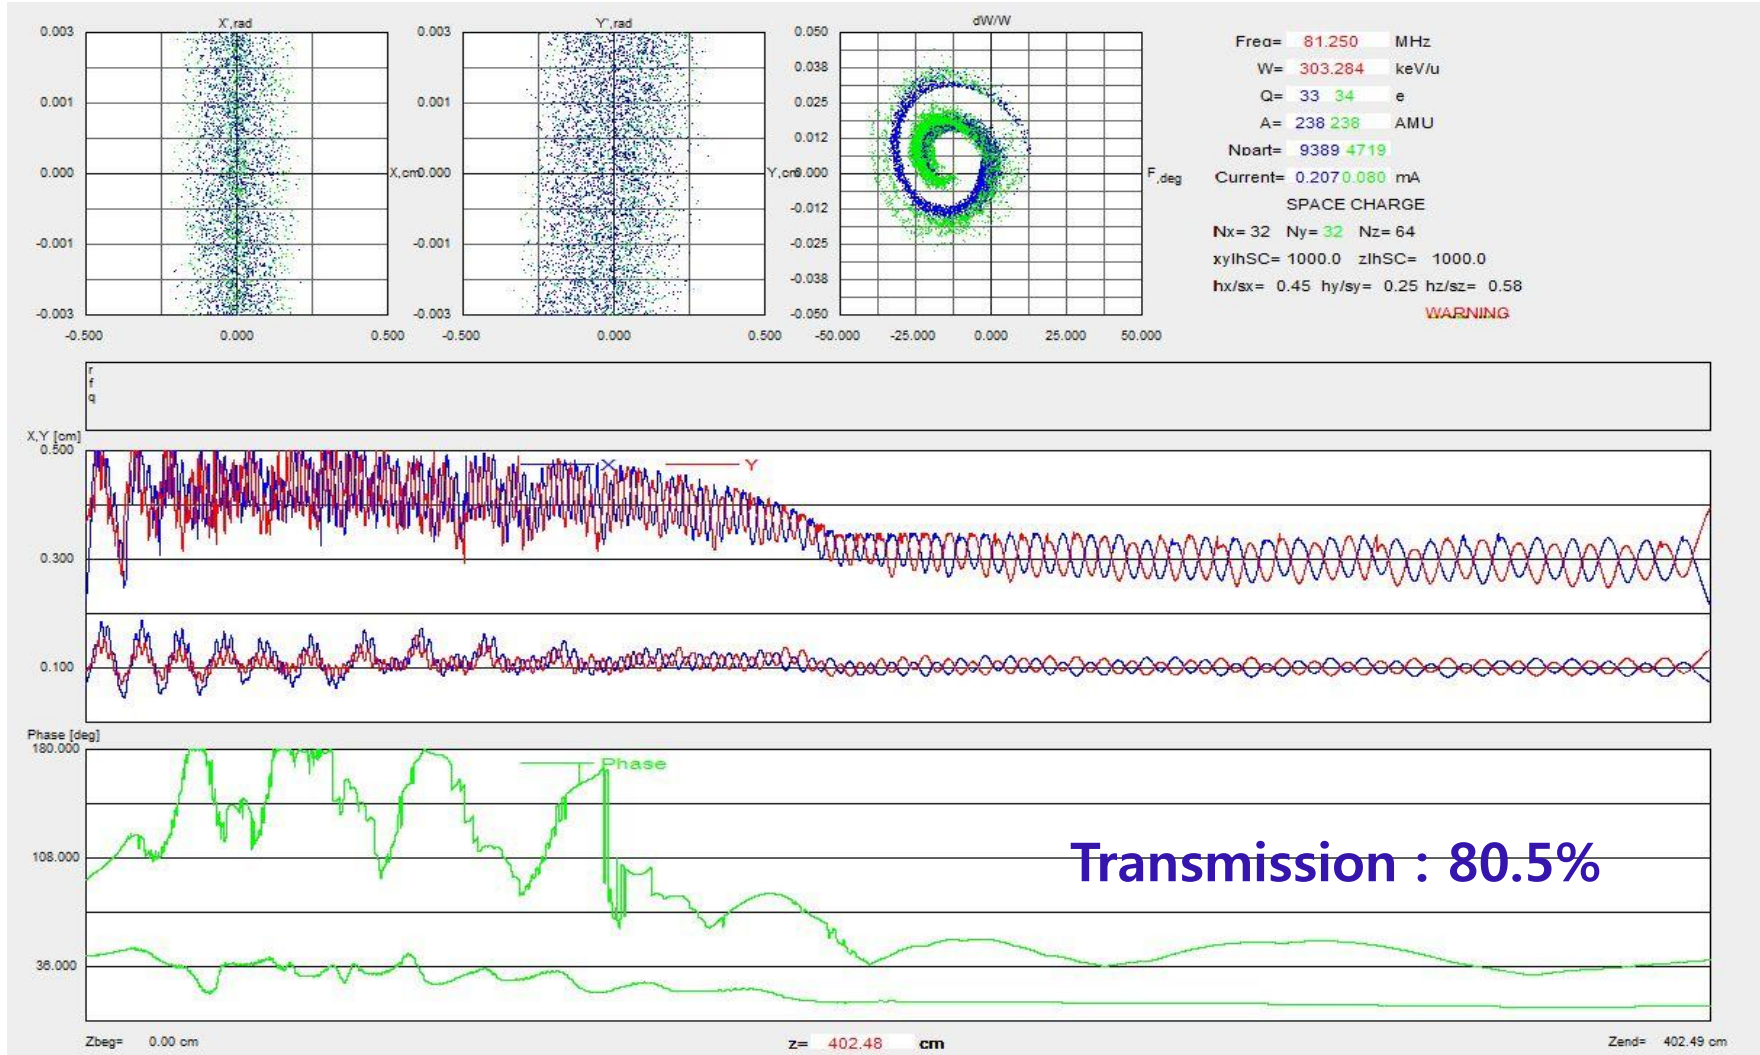 X',rad
0.003
0.001
0.000
-0.001
-0.003
-0.500
0.000
0.500
X,cm
Y',rad
0.003
0.001
0.000
-0.001
-0.003
-0.500
0.000
0.500
Y,cm
dW/W
0.050
0.038
0.025
0.012
0.000
-0.012
-0.025
-0.038
-0.050
-50.000
-25.000
0.000
25.000
50.000
F,deg
Freq= 81.250 MHz
W= 303.284 keV/u
Q= 33 34 e
A= 238 238 AMU
Npart= 9389 4719
Current= 0.207 0.080 mA
SPACE CHARGE
Nx= 32 Ny= 32 Nz= 64
xylhSC= 1000.0 zlhSC= 1000.0
hx/sx= 0.45 hy/sy= 0.25 hz/sz= 0.58
WARNING
r
f
q
X,Y [cm]
0.500
0.300
0.100
X
Y
Phase [deg]
180.000
108.000
36.000
Phase
Transmission : 80.5%
Zbeg= 0.00 cm
z= 402.48 cm
Zend= 402.49 cm